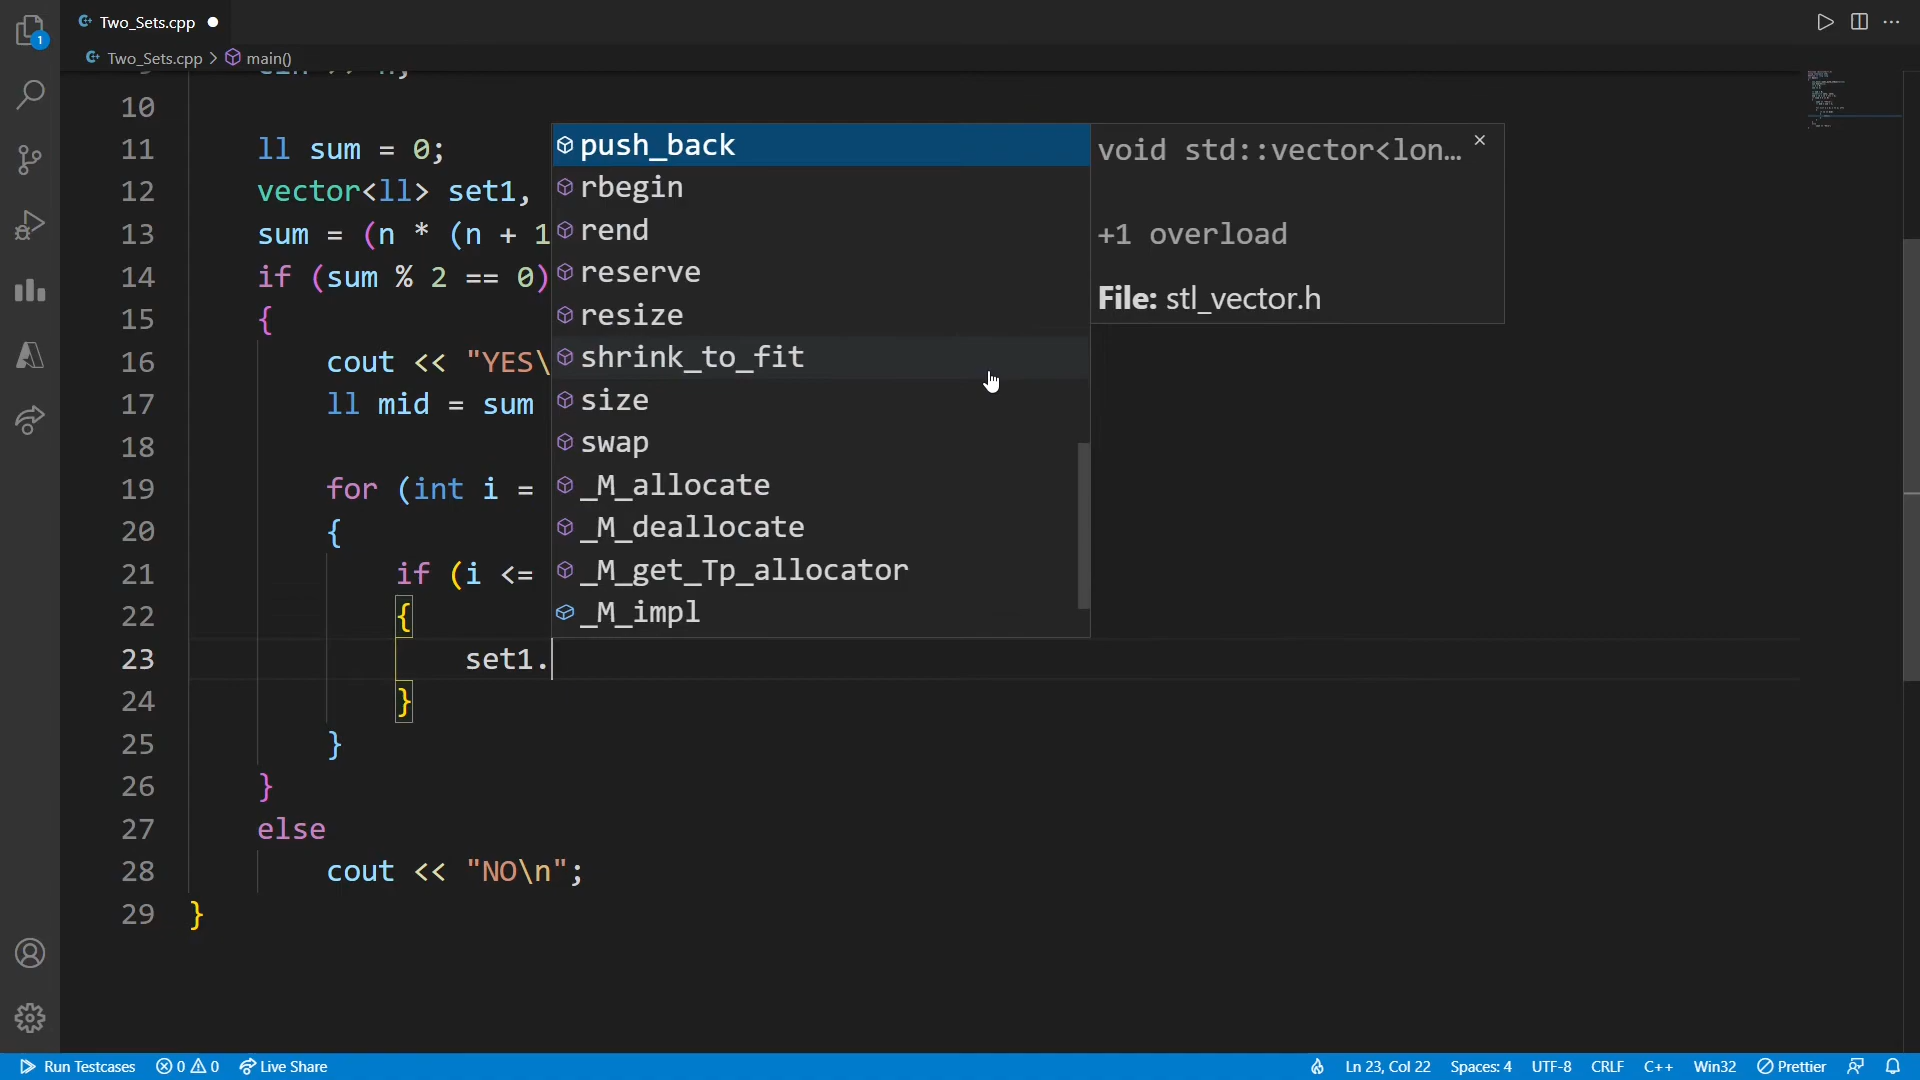 Two_Sets.cpp
Two_Sets.cpp > main()
1
10
11 ll sum = 0;
12 vector<ll> set1,
13 sum = (n * (n + 1
14 if (sum % 2 == 0)
15 {
16 cout << "YES\
17 ll mid = sum
18
19 for (int i =
20 {
21 if (i <=
22 {
23 set1.
24 }
25 }
26 }
27 else
28 cout << "NO\n";
29 }
push_back
rbegin
rend
reserve
resize
shrink_to_fit
size
swap
_M_allocate
_M_deallocate
_M_get_Tp_allocator
_M_impl
void std::vector<lon...
+1 overload
File: stl_vector.h
Run Testcases 0 0 Live Share Ln 23, Col 22 Spaces: 4 UTF-8 CRLF C++ Win32 Prettier